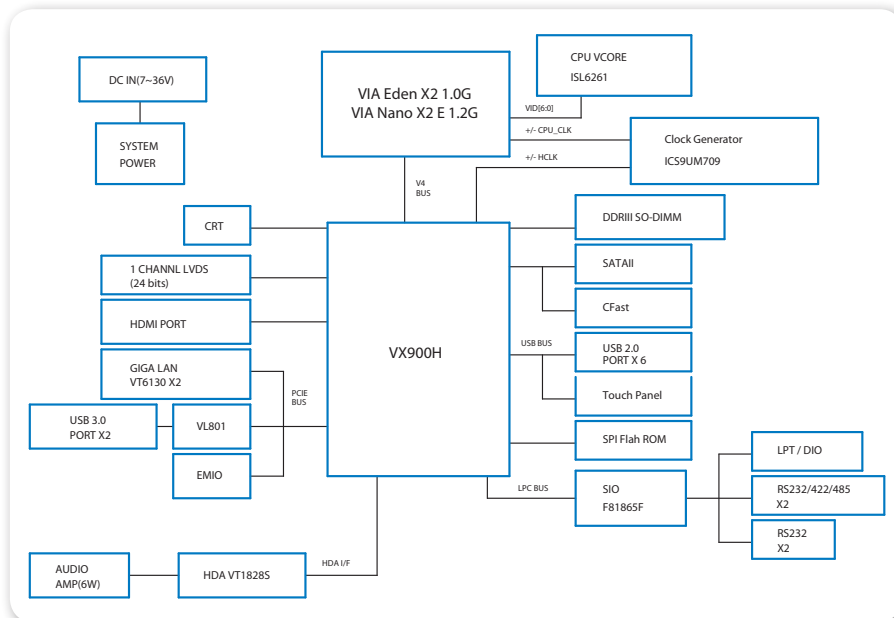 DC IN(7~36V)
SYSTEM
POWER
VIA Eden X2 1.0G
VIA Nano X2 E 1.2G
CPU VCORE
ISL6261
VID[6:0]
+/- CPU_CLK
+/- HCLK
Clock Generator
ICS9UM709
V4
BUS
CRT
1 CHANNL LVDS
(24 bits)
HDMI PORT
GIGA LAN
VT6130 X2
USB 3.0
PORT X2
VL801
EMIO
PCIE
BUS
VX900H
DDRIII SO-DIMM
SATAII
CFast
USB BUS
USB 2.0
PORT X 6
Touch Panel
SPI Flah ROM
LPC BUS
SIO
F81865F
LPT / DIO
RS232/422/485
X2
RS232
X2
AUDIO
AMP(6W)
HDA VT1828S
HDA I/F